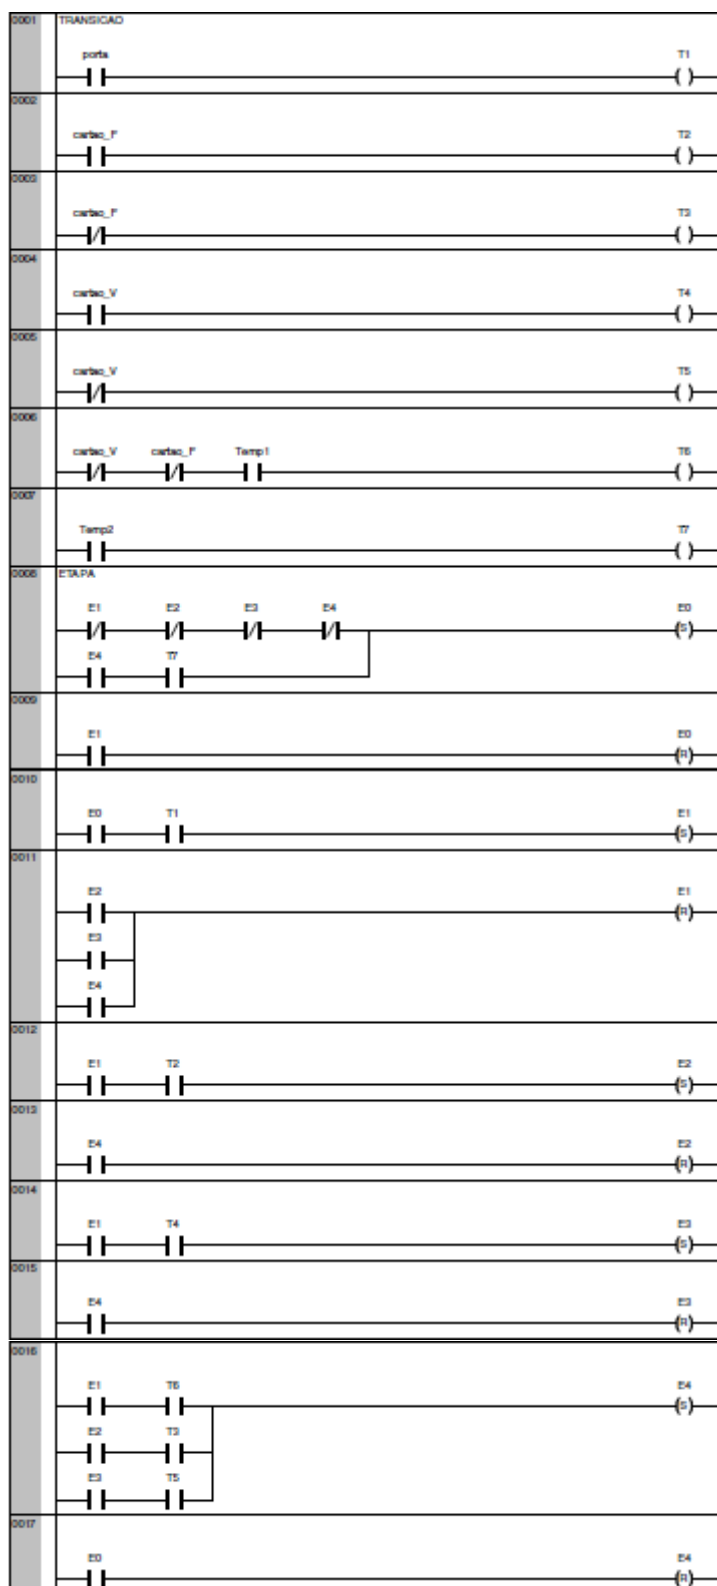 0001 TRANSICAO
porta T1
0002
cartao_F T2
0003
cartao_F T3
0004
cartao_V T4
0005
cartao_V T5
0006
cartao_V cartao_F Temp1 T6
0007
Temp2 T7
0008 ETAPA
E1 E2 E3 E4 E0
S
E4 T7
0009
E1 E0
R
0010
E0 T1 E1
S
0011
E2 E1
R
E3
E4
0012
E1 T2 E2
S
0013
E4 E2
R
0014
E1 T4 E3
S
0015
E4 E3
R
0016
E1 T6 E4
S
E2 T3
E3 T5
0017
E0 E4
R